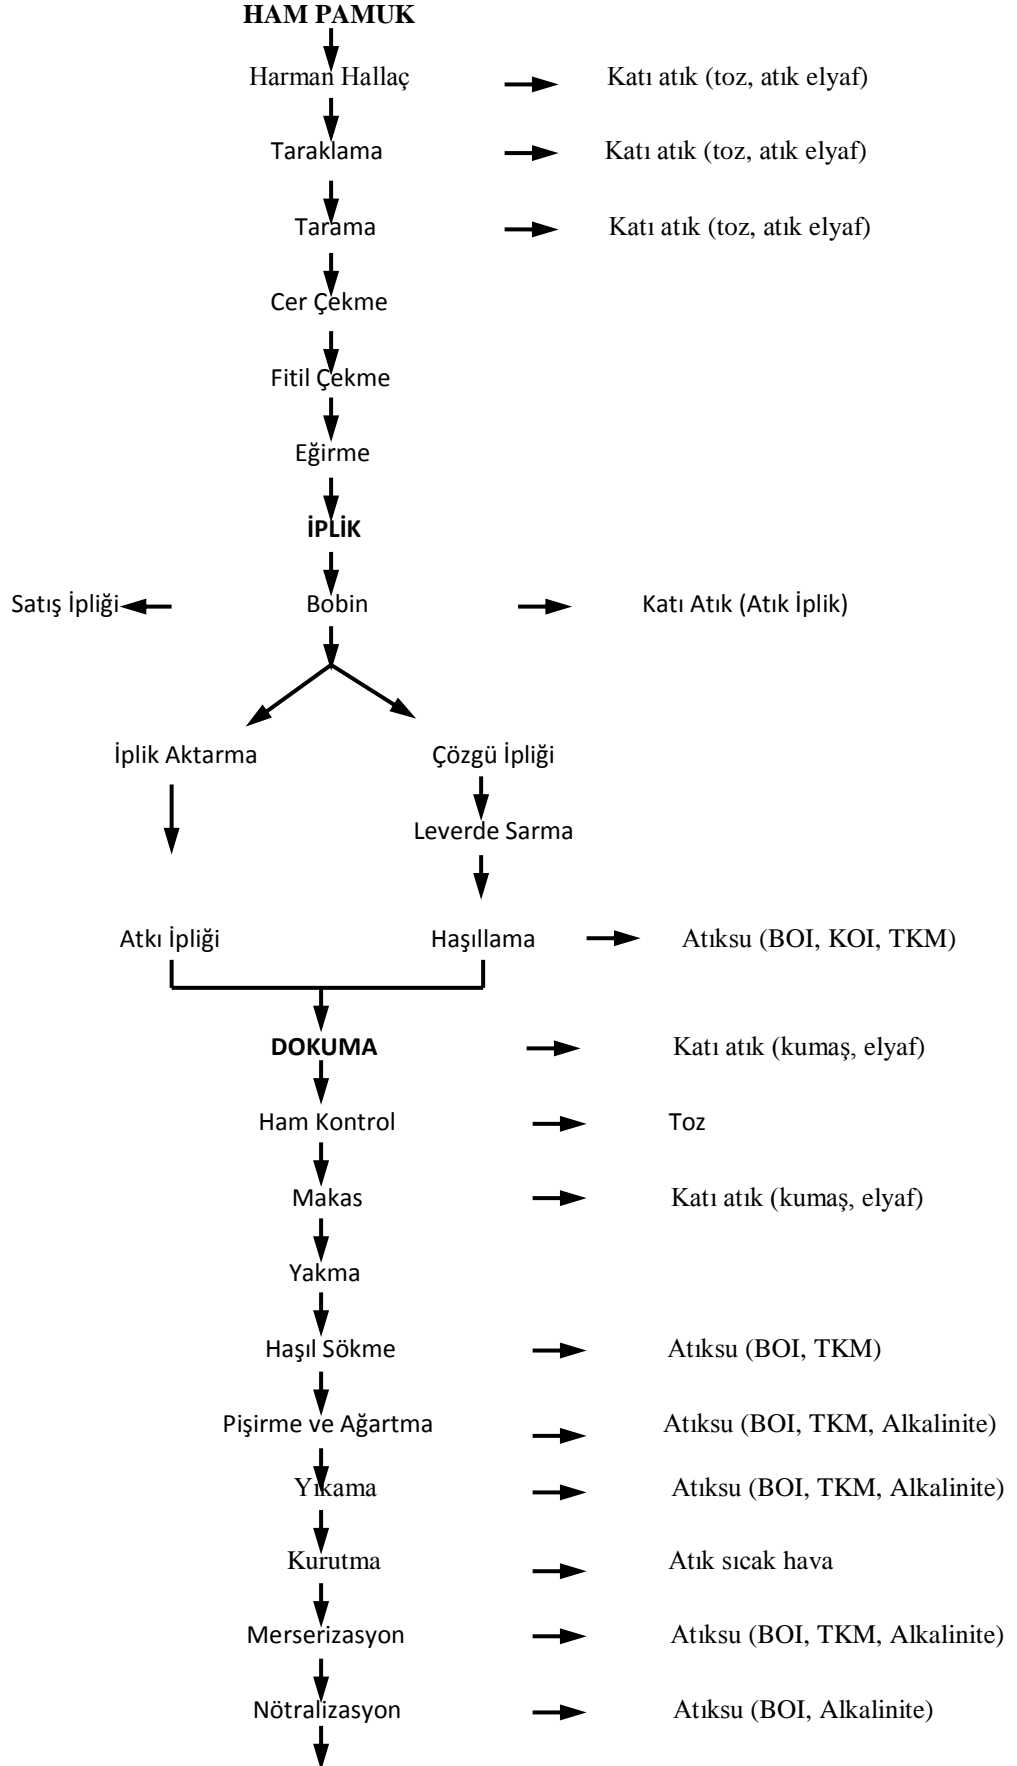 HAM PAMUK
Harman Hallaç Katı atık (toz, atık elyaf)
Taraklama Katı atık (toz, atık elyaf)
Tarama Katı atık (toz, atık elyaf)
Cer Çekme
Fitil Çekme
Eğirme
İPLİK
Satış İpliği Bobin Katı Atık (Atık İplik)
İplik Aktarma Çözgü İpliği
Leverde Sarma
Atkı İpliği Haşıllama Atıksu (BOI, KOI, TKM)
DOKUMA Katı atık (kumaş, elyaf)
Ham Kontrol Toz
Makas Katı atık (kumaş, elyaf)
Yakma
Haşıl Sökme Atıksu (BOI, TKM)
Pişirme ve Ağartma Atıksu (BOI, TKM, Alkalinite)
Yıkama Atıksu (BOI, TKM, Alkalinite)
Kurutma Atık sıcak hava
Merserizasyon Atıksu (BOI, TKM, Alkalinite)
Nötralizasyon Atıksu (BOI, Alkalinite)